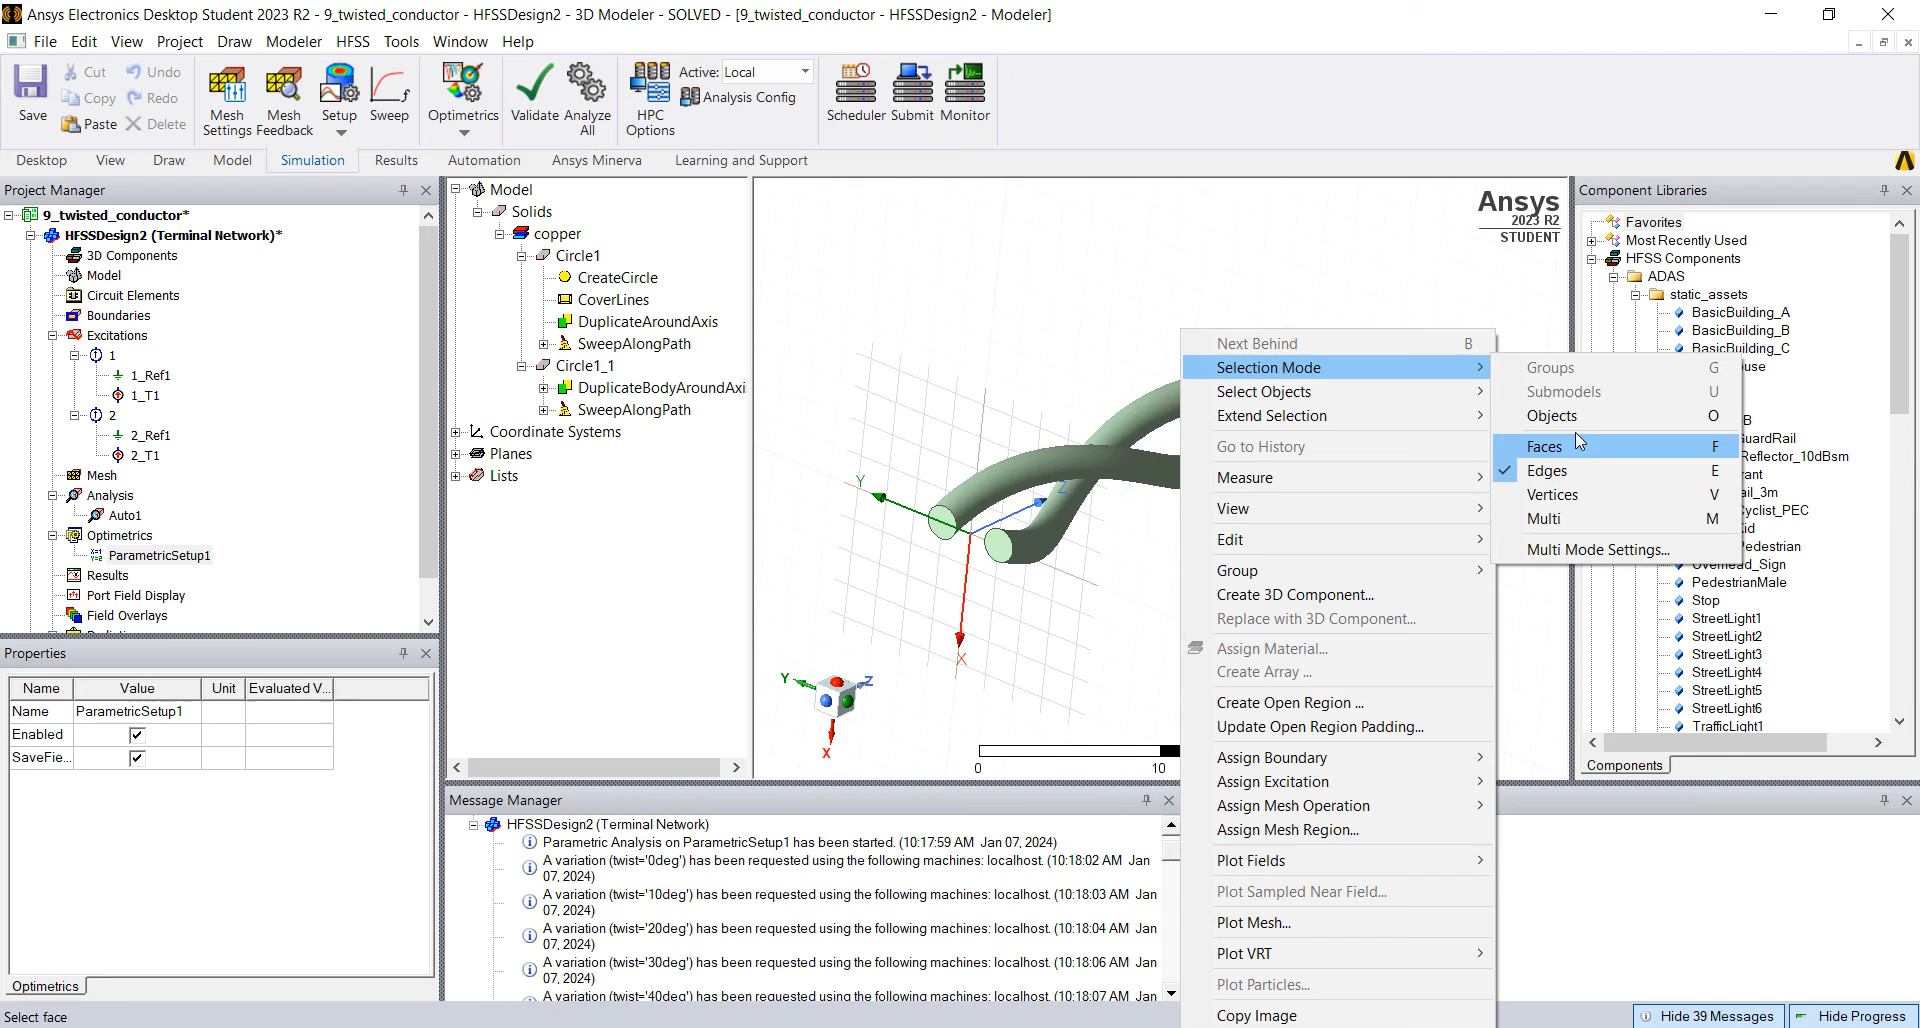 Ansys Electronics Desktop Student 2023 R2 - 9_twisted_conductor - HFSSDesign2 - 3D Modeler - SOLVED - [9_twisted_conductor - HFSSDesign2 - Modeler]
File Edit View Project Draw Modeler HFSS Tools Window Help
Save
Cut
Copy
Paste
Undo
Redo
Delete
Mesh Settings
Mesh Feedback
Setup
Sweep
Optimetrics
Validate
Analyze All
HPC Options
Active: Local
Analysis Config
Scheduler
Submit
Monitor
Desktop View Draw Model Simulation Results Automation Ansys Minerva Learning and Support
Project Manager
9_twisted_conductor*
HFSSDesign2 (Terminal Network)*
3D Components
Model
Circuit Elements
Boundaries
Excitations
1
1_Ref1
1_T1
2
2_Ref1
2_T1
Mesh
Analysis
Auto1
Optimetrics
ParametricSetup1
Results
Port Field Display
Field Overlays
Properties
Name Value Unit Evaluated V...
Name ParametricSetup1
Enabled
SaveFie...
Optimetrics
Model
Solids
copper
Circle1
CreateCircle
CoverLines
DuplicateAroundAxis
SweepAlongPath
Circle1_1
DuplicateBodyAroundAxi
SweepAlongPath
Coordinate Systems
Planes
Lists
Ansys
2023 R2
STUDENT
Y
Z
X
Y
Z
X
0
10
Next Behind B
Selection Mode
Select Objects
Extend Selection
Go to History
Measure
View
Edit
Group
Create 3D Component...
Replace with 3D Component...
Assign Material...
Create Array ...
Create Open Region ...
Update Open Region Padding...
Assign Boundary
Assign Excitation
Assign Mesh Operation
Assign Mesh Region...
Plot Fields
Plot Sampled Near Field...
Plot Mesh...
Plot VRT
Plot Particles...
Copy Image
Groups G
Submodels U
Objects O
Faces F
Edges E
Vertices V
Multi M
Multi Mode Settings...
Component Libraries
Favorites
Most Recently Used
HFSS Components
ADAS
static_assets
BasicBuilding_A
BasicBuilding_B
BasicBuilding_C
ouse
B
GuardRail
Reflector_10dBsm
rant
ail_3m
yclist_PEC
Kid
Pedestrian
Overhead_Sign
PedestrianMale
Stop
StreetLight1
StreetLight2
StreetLight3
StreetLight4
StreetLight5
StreetLight6
TrafficLight1
Components
Message Manager
HFSSDesign2 (Terminal Network)
Parametric Analysis on ParametricSetup1 has been started. (10:17:59 AM Jan 07, 2024)
A variation (twist='0deg') has been requested using the following machines: localhost. (10:18:02 AM Jan
07, 2024)
A variation (twist='10deg') has been requested using the following machines: localhost. (10:18:03 AM Jan
07, 2024)
A variation (twist='20deg') has been requested using the following machines: localhost. (10:18:04 AM Jan
07, 2024)
A variation (twist='30deg') has been requested using the following machines: localhost. (10:18:06 AM Jan
07, 2024)
A variation (twist='40deg') has been requested using the following machines: localhost. (10:18:07 AM Jan
Select face
Hide 39 Messages
Hide Progress